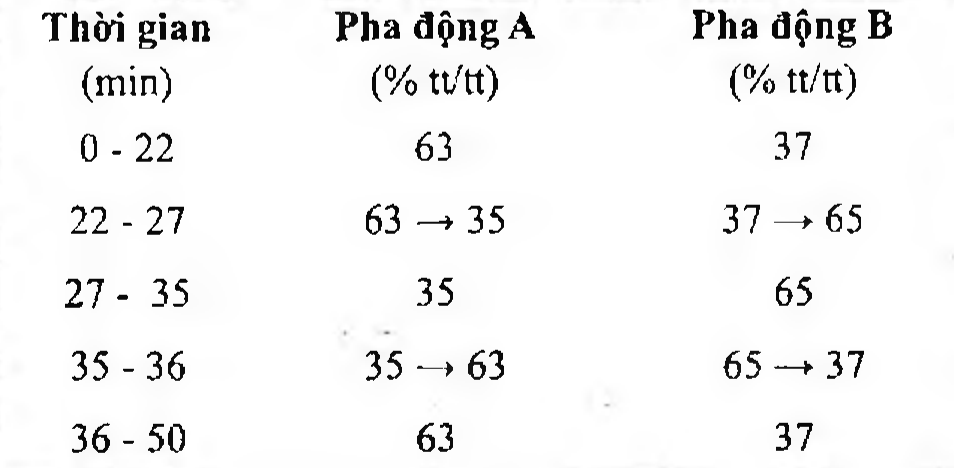 Thời gian Pha động A Pha động B
(min) (% tt/tt) (% tt/tt)
0 - 22 63 37
22 - 27 63 → 35 37 → 65
27 - 35 35 65
35 - 36 35 → 63 65 → 37
36 - 50 63 37